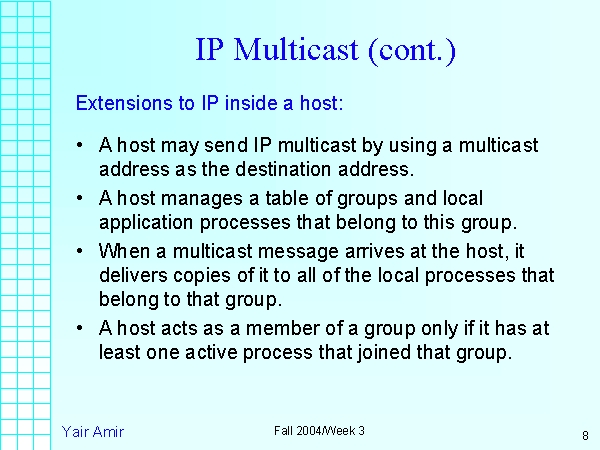 IP Multicast (cont.)
Extensions to IP inside a host:
• A host may send IP multicast by using a multicast
address as the destination address.
• A host manages a table of groups and local
application processes that belong to this group.
• When a multicast message arrives at the host, it
delivers copies of it to all of the local processes that
belong to that group.
• A host acts as a member of a group only if it has at
least one active process that joined that group.
Yair Amir
Fall 2004/Week 3
8